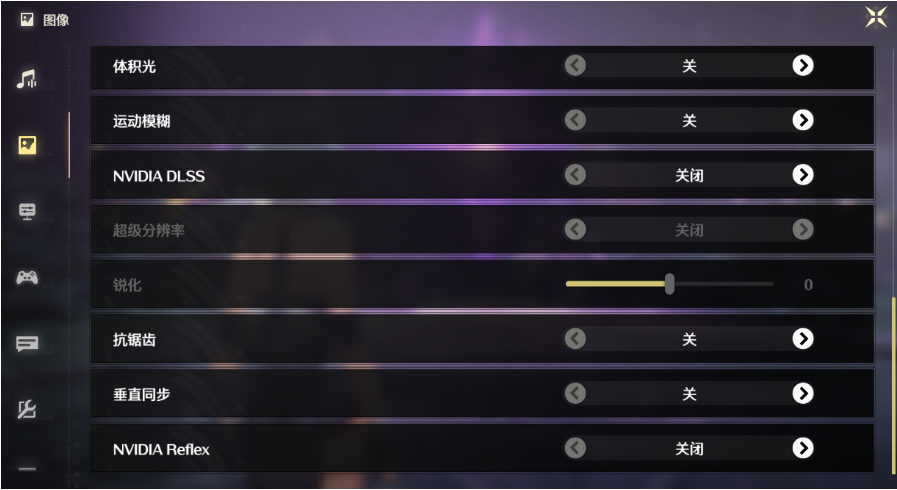 图像
体积光 关
运动模糊 关
NVIDIA DLSS 关闭
超级分辨率 关闭
锐化 0
抗锯齿 关
垂直同步 关
NVIDIA Reflex 关闭